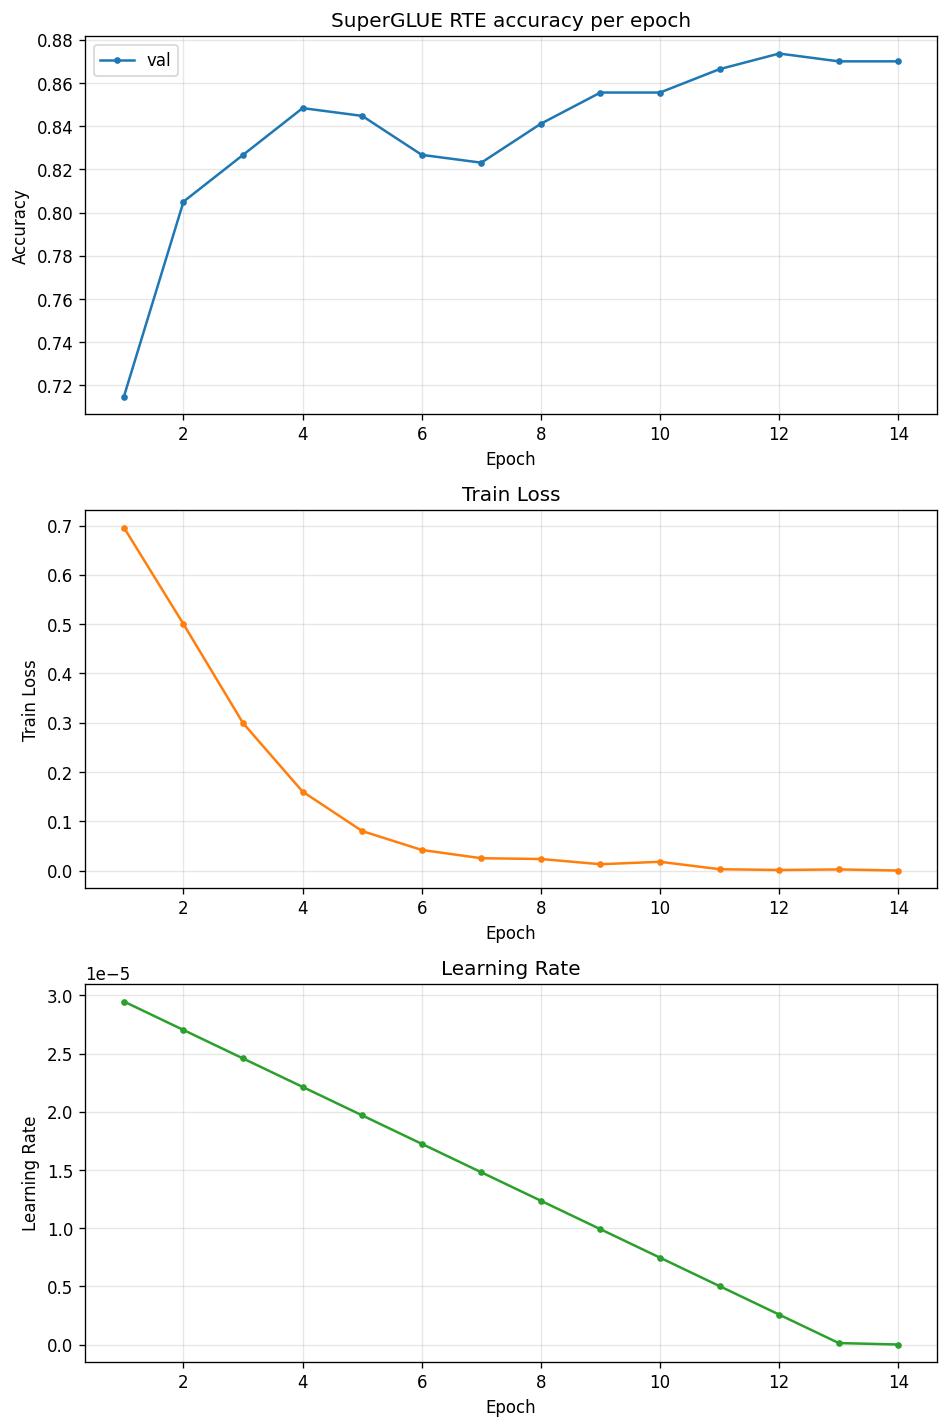 SuperGLUE RTE accuracy per epoch
val
Accuracy
0.88
0.86
0.84
0.82
0.80
0.78
0.76
0.74
0.72
2 4 6 8 10 12 14
Epoch
Train Loss
Train Loss
0.7
0.6
0.5
0.4
0.3
0.2
0.1
0.0
2 4 6 8 10 12 14
Epoch
Learning Rate
1e−5
Learning Rate
3.0
2.5
2.0
1.5
1.0
0.5
0.0
2 4 6 8 10 12 14
Epoch